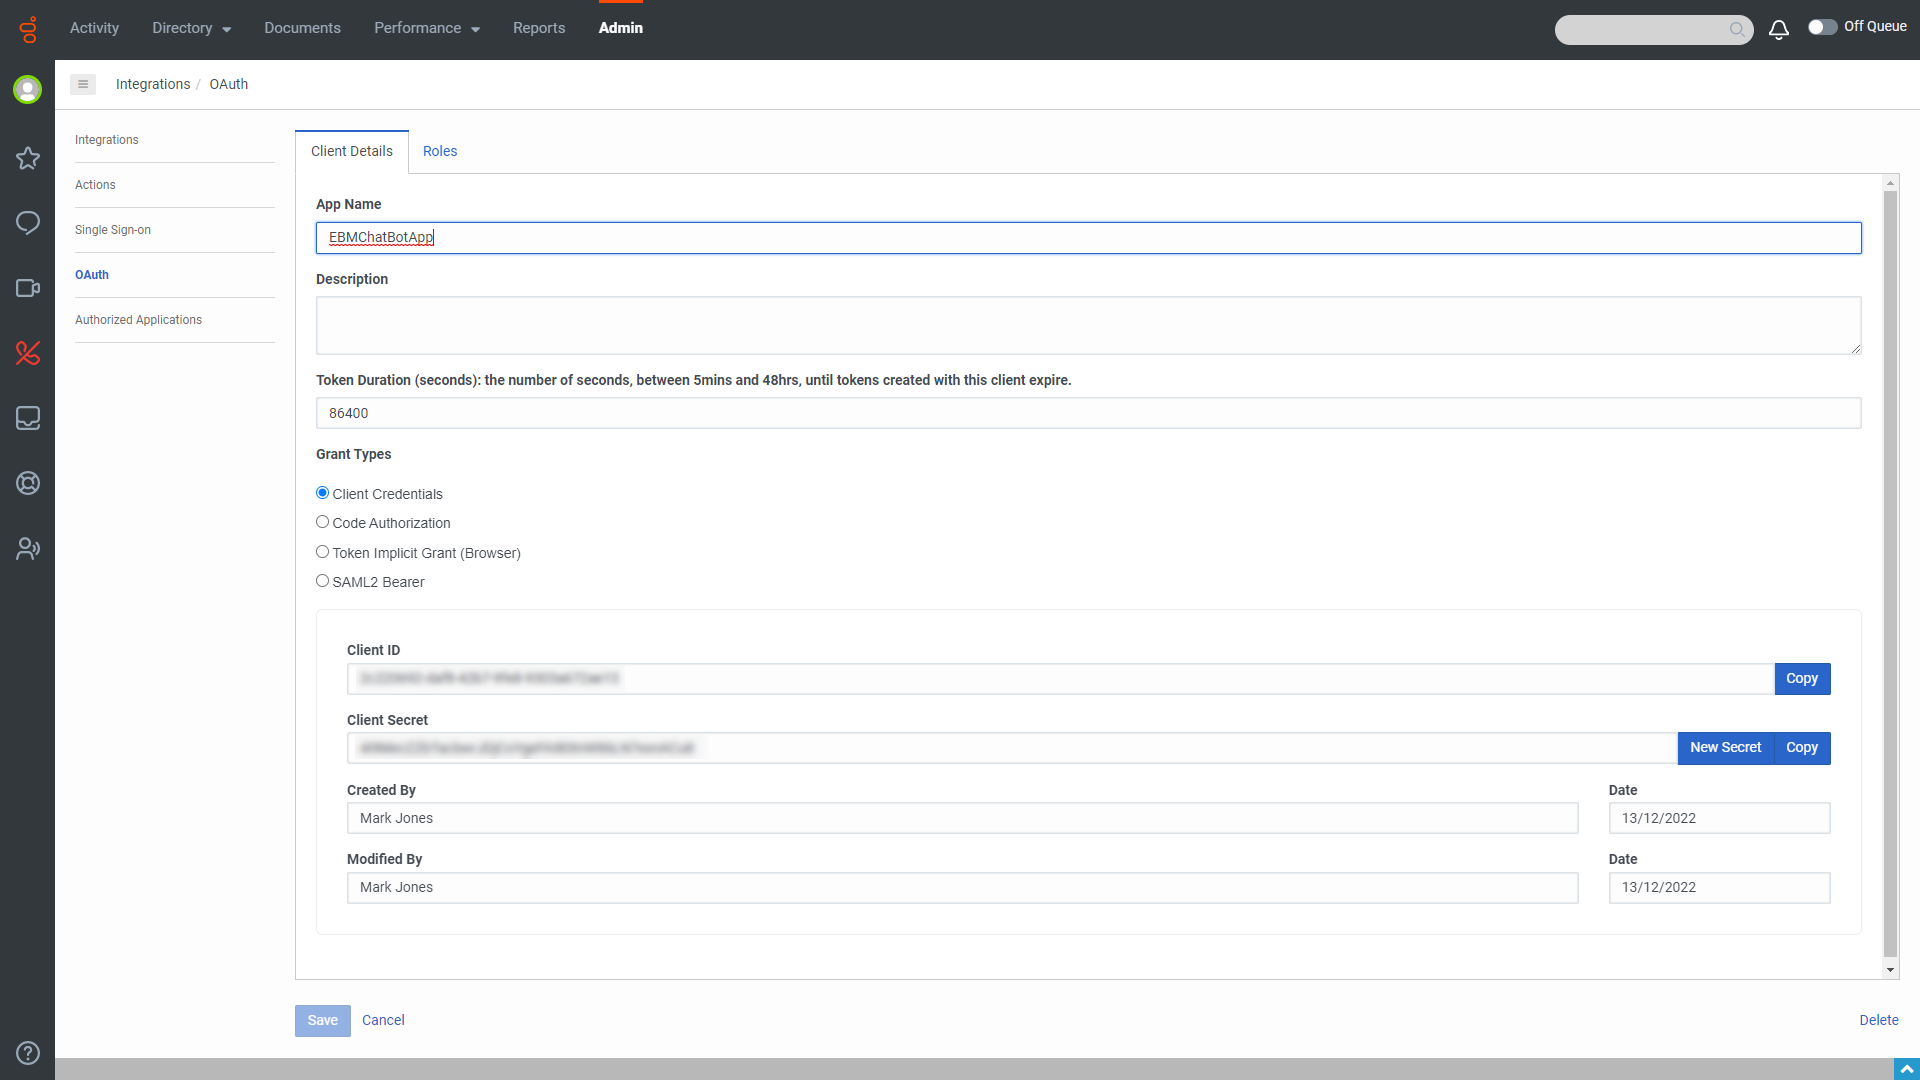 Activity
Directory
Documents
Performance
Reports
Admin
Off Queue
Integrations / OAuth
Integrations
Actions
Single Sign-on
OAuth
Authorized Applications
Client Details
Roles
App Name
EBMChatBotApp
Description
Token Duration (seconds): the number of seconds, between 5mins and 48hrs, until tokens created with this client expire.
86400
Grant Types
Client Credentials
Code Authorization
Token Implicit Grant (Browser)
SAML2 Bearer
Client ID
Copy
Client Secret
New Secret
Copy
Created By
Date
Mark Jones
13/12/2022
Modified By
Date
Mark Jones
13/12/2022
Save
Cancel
Delete